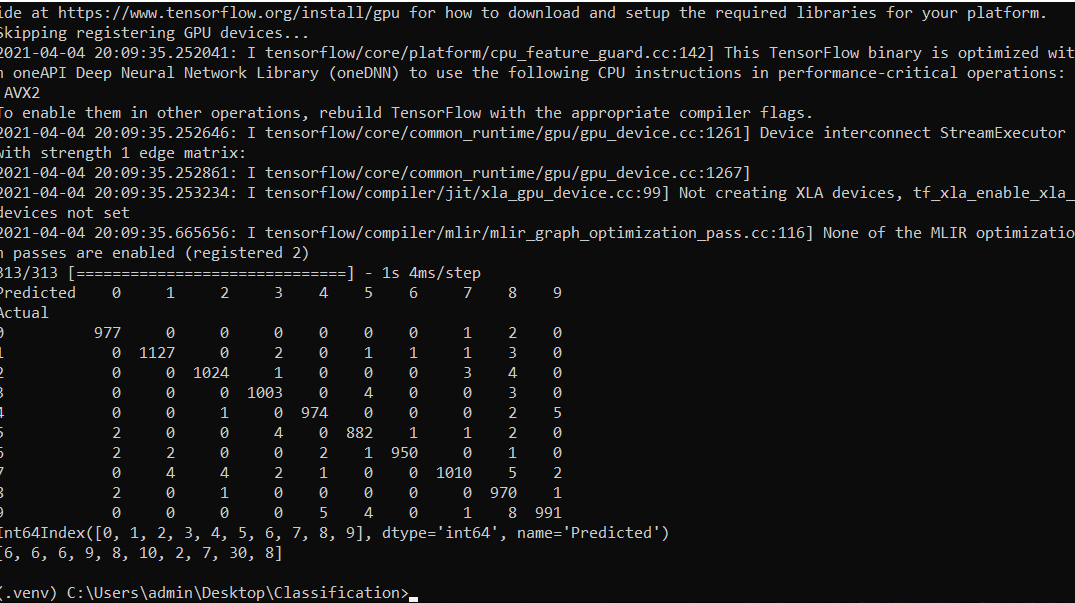 ide at https://www.tensorflow.org/install/gpu for how to download and setup the required libraries for your platform.
Skipping registering GPU devices...
2021-04-04 20:09:35.252041: I tensorflow/core/platform/cpu_feature_guard.cc:142] This TensorFlow binary is optimized wit
h oneAPI Deep Neural Network Library (oneDNN) to use the following CPU instructions in performance-critical operations:
 AVX2
To enable them in other operations, rebuild TensorFlow with the appropriate compiler flags.
2021-04-04 20:09:35.252646: I tensorflow/core/common_runtime/gpu/gpu_device.cc:1261] Device interconnect StreamExecutor
with strength 1 edge matrix:
2021-04-04 20:09:35.252861: I tensorflow/core/common_runtime/gpu/gpu_device.cc:1267]
2021-04-04 20:09:35.253234: I tensorflow/compiler/jit/xla_gpu_device.cc:99] Not creating XLA devices, tf_xla_enable_xla_
devices not set
2021-04-04 20:09:35.665656: I tensorflow/compiler/mlir/mlir_graph_optimization_pass.cc:116] None of the MLIR optimizatio
n passes are enabled (registered 2)
313/313 [==============================] - 1s 4ms/step
Predicted    0     1     2     3    4    5    6     7    8    9
Actual
0          977     0     0     0    0    0    0     1    2    0
1            0  1127     0     2    0    1    1     1    3    0
2            0     0  1024     1    0    0    0     3    4    0
3            0     0     0  1003    0    4    0     0    3    0
4            0     0     1     0  974    0    0     0    2    5
5            2     0     0     4    0  882    1     1    2    0
6            2     2     0     0    2    1  950     0    1    0
7            0     4     4     2    1    0    0  1010    5    2
8            2     0     1     0    0    0    0     0  970    1
9            0     0     0     0    5    4    0     1    8  991
Int64Index([0, 1, 2, 3, 4, 5, 6, 7, 8, 9], dtype='int64', name='Predicted')
[6, 6, 6, 9, 8, 10, 2, 7, 30, 8]
(.venv) C:\Users\admin\Desktop\Classification>